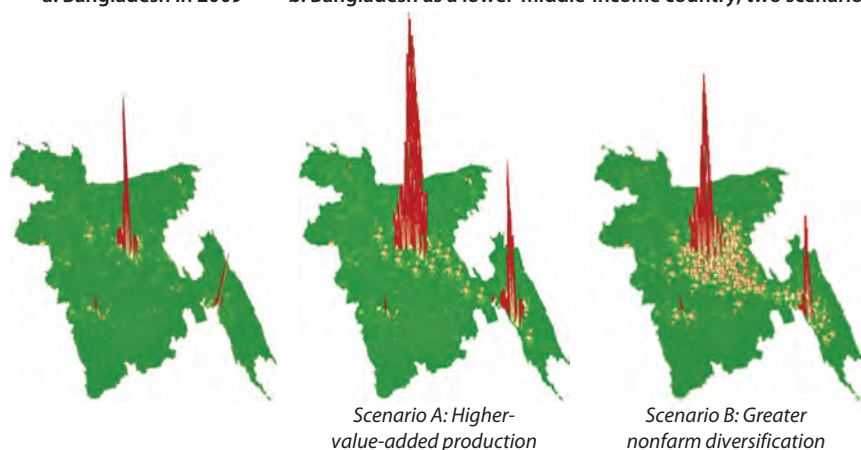 a. Bangladesh in 2009
b. Bangladesh as a lower-middle-income country, two scenario
Scenario A: Higher-
value-added production
Scenario B: Greater
nonfarm diversification